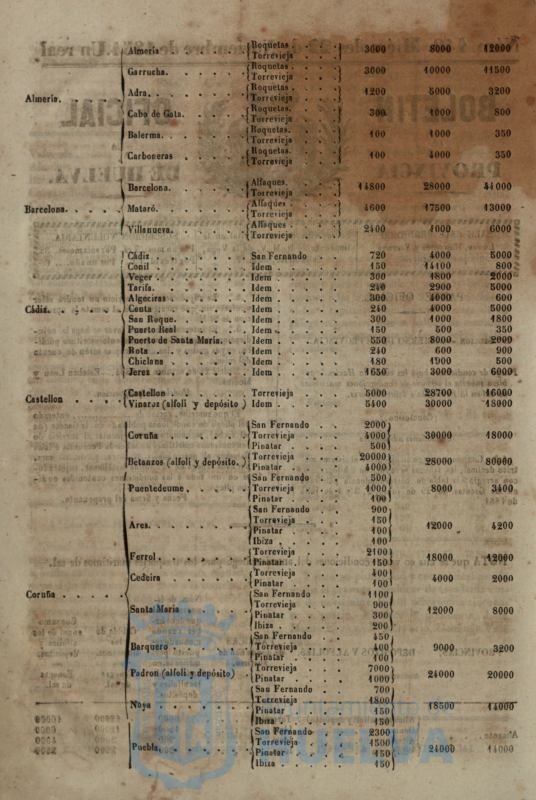 Almería. Almería { Roquetas. Torrevieja } 3000 8000 12000
Garrucha. { Roquetas. Torrevieja } 3000 10000 11500
Adra. { Roquetas. Torrevieja } 1200 5000 3200
Cabo de Gata. { Roquetas. Torrevieja } 300 1000 800
Balerma. { Roquetas. Torrevieja } 100 1000 350
Carboneras { Roquetas. Torrevieja } 100 4000 350
Barcelona. Barcelona. { Alfaques. Torrevieja } 14800 28000 41000
Mataró. { Alfaques Torrevieja } 4600 17500 13000
Villanueva. { Alfaques Torrevieja } 2400 4000 6000
Cádiz. Cádiz San Fernando 720 4000 5000
Conil Idem 150 14100 800
Veger Idem 300 1800 2000
Tarifa. Idem 240 2900 5000
Algeciras Idem 300 4000 600
Ceuta Idem 240 4000 5000
San Roque. Idem 300 1000 1800
Puerto Real Idem 150 500 350
Puerto de Santa María. Idem 550 8000 2000
Rota Idem 240 600 900
Chiclana Idem 180 1900 500
Jerez Idem 1650 3000 6000
Castellon Castellon Torrevieja 5000 28700 16000
Vinaroz (alfolí y depósito) Idem 5400 30000 18000
Coruña Coruña { San Fernando 2000
Torrevieja 4000 } 30000 18000
Pinatar 500
Betanzos (alfolí y depósito.) { Torrevieja 20000
Pinatar 4000 } 28000 80000
Puentedeume { San Fernando 500
Torrevieja 1000 } 8000 3400
Pinatar 100
Ares. { San Fernando 900
Torrevieja 150
Pinatar 100 } 12000 4200
Ibiza 100
Ferrol { Torrevieja 2100
Pinatar 150 } 18000 12000
Cedeira { Torrevieja 400
Pinatar 100 } 4000 2000
Santa María { San Fernando 1100
Torrevieja 900
Pinatar 300 } 12000 8000
Ibiza 200
Barquero { San Fernando 450
Torrevieja 400 } 9000 3200
Pinatar 100
Padron (alfolí y depósito) { Torrevieja 7000
Pinatar 1000 } 24000 20000
Noya { San Fernando 700
Torrevieja 1800
Pinatar 150 } 18500 14000
Ibiza 150
Puebla. { San Fernando 2300
Torrevieja 1500
Pinatar 150 } 24000 14000
Ibiza 150
HUELVA